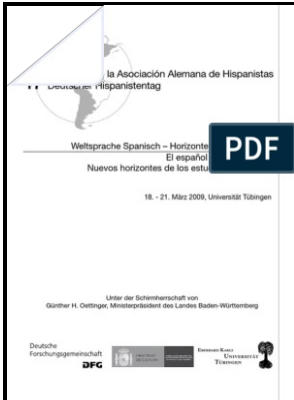 la Asociación Alemana de Hispanistas
Deutscher Hispanistentag
Weltsprache Spanisch – Horizonte
El español
Nuevos horizontes de los estu
PDF
18. - 21. März 2009, Universität Tübingen
Unter der Schirmherrschaft von
Günther H. Oettinger, Ministerpräsident des Landes Baden-Württemberg
Deutsche
Forschungsgemeinschaft
DFG
Eberhard Karls
Universität
Tübingen